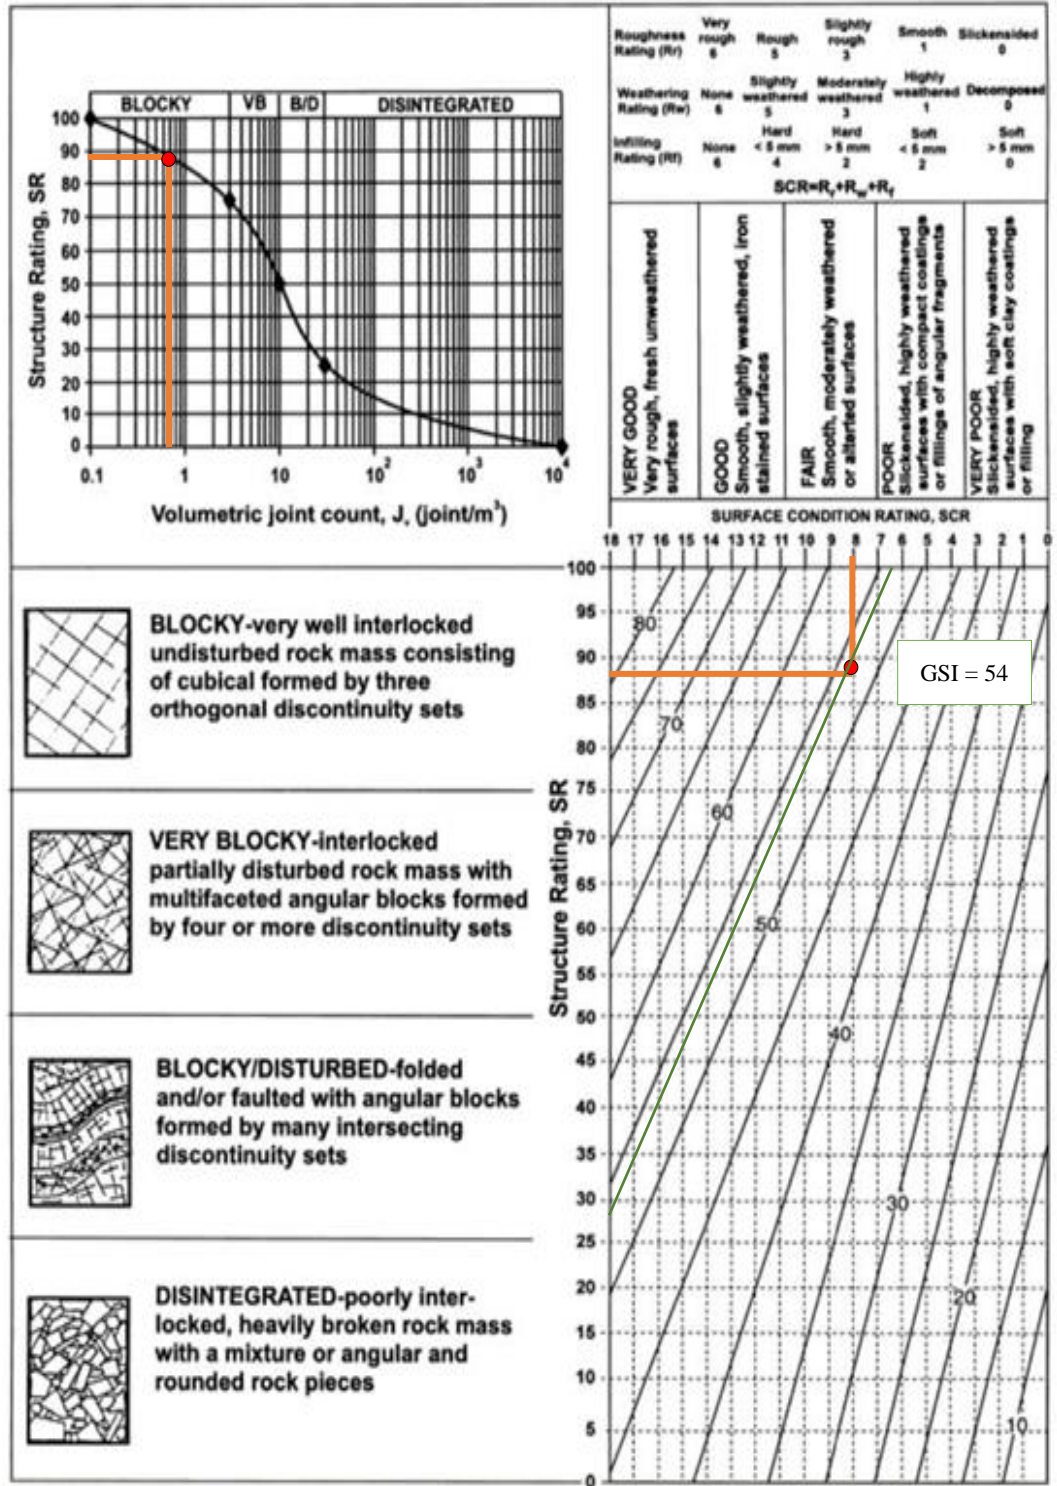 BLOCKY VB B/D DISINTEGRATED
100
90
80
70
60
50
40
30
20
10
0
Structure Rating, SR
0.1 1 10 10² 10³ 10⁴
Volumetric joint count, Jᵥ (joint/m³)
Roughness Rating (Rr)
Very rough 6
Rough 5
Slightly rough 3
Smooth 1
Slickensided 0
Weathering Rating (Rw)
None 6
Slightly weathered 5
Moderately weathered 3
Highly weathered 1
Decomposed 0
Infilling Rating (Rf)
None 6
Hard < 5 mm 4
Hard > 5 mm 2
Soft < 5 mm 2
Soft > 5 mm 0
SCR=Rᵣ+R𝓌+R𝒻
VERY GOOD
Very rough, fresh unweathered
surfaces
GOOD
Smooth, slightly weathered, iron
stained surfaces
FAIR
Smooth, moderately weathered
or alterted surfaces
POOR
Slickensided, highly weathered
surfaces with compact coatings
or fillings of angular fragments
VERY POOR
Slickensided, highly weathered
surfaces with soft clay coatings
or filling
SURFACE CONDITION RATING, SCR
18 17 16 15 14 13 12 11 10 9 8 7 6 5 4 3 2 1 0
BLOCKY-very well interlocked
undisturbed rock mass consisting
of cubical formed by three
orthogonal discontinuity sets
VERY BLOCKY-interlocked
partially disturbed rock mass with
multifaceted angular blocks formed
by four or more discontinuity sets
BLOCKY/DISTURBED-folded
and/or faulted with angular blocks
formed by many intersecting
discontinuity sets
DISINTEGRATED-poorly inter-
locked, heavily broken rock mass
with a mixture or angular and
rounded rock pieces
Structure Rating, SR
100
95
90
85
80
75
70
65
60
55
50
45
40
35
30
25
20
15
10
5
0
80
70
60
50
40
30
20
10
GSI = 54